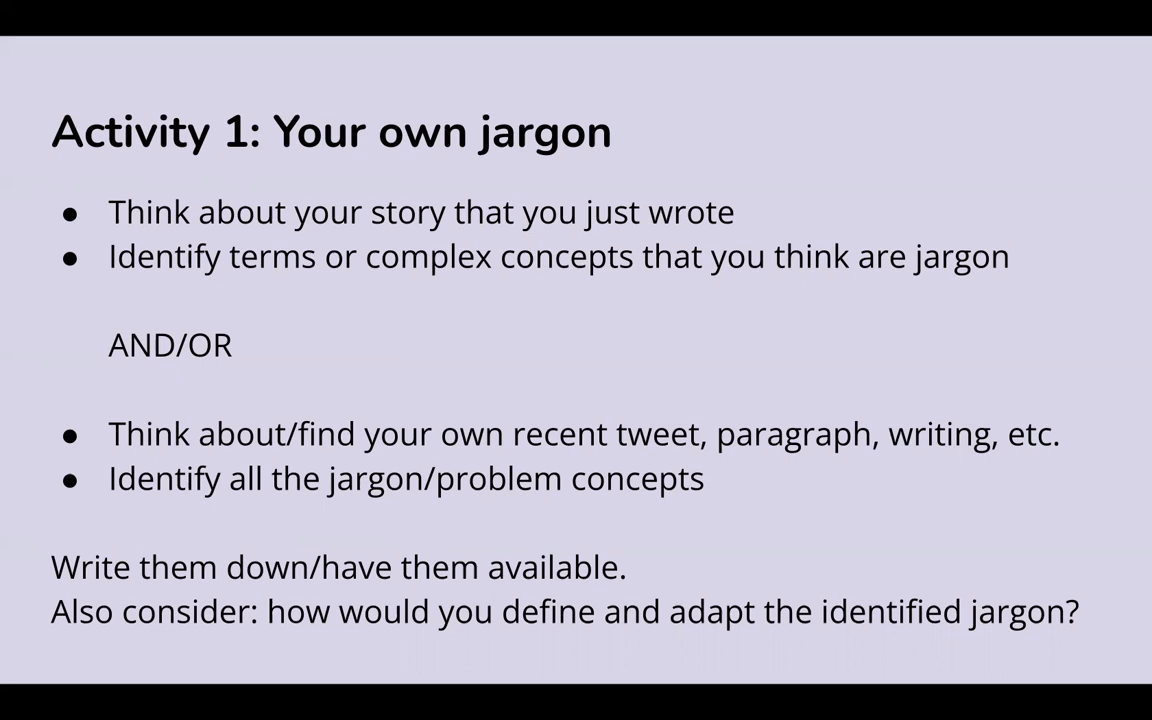 Activity 1: Your own jargon
● Think about your story that you just wrote
● Identify terms or complex concepts that you think are jargon
AND/OR
● Think about/find your own recent tweet, paragraph, writing, etc.
● Identify all the jargon/problem concepts
Write them down/have them available.
Also consider: how would you define and adapt the identified jargon?